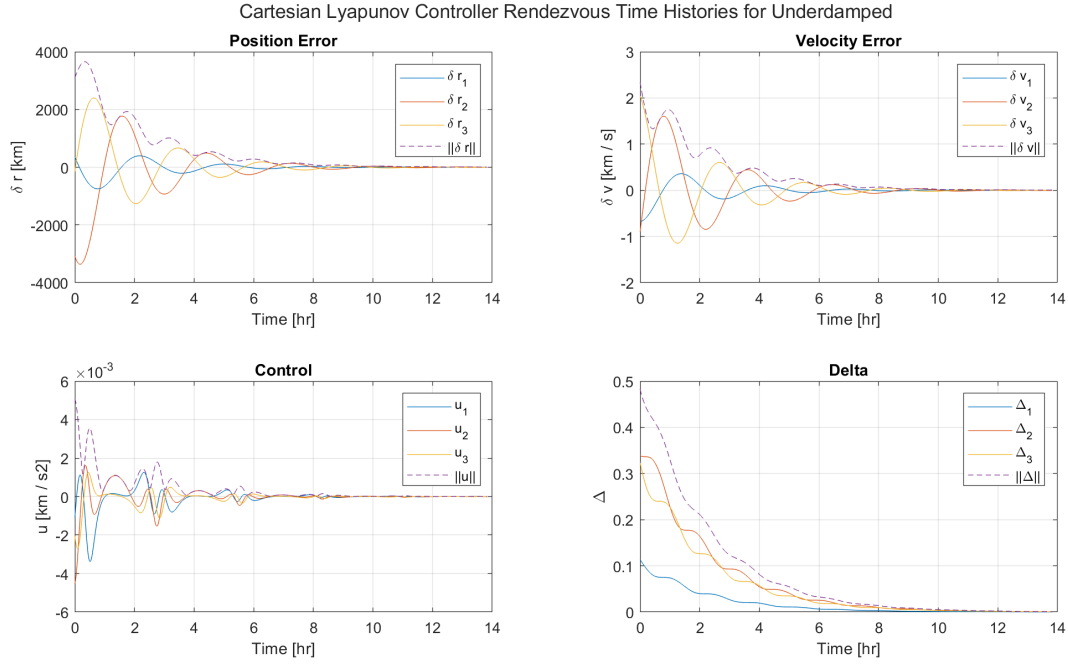 Cartesian Lyapunov Controller Rendezvous Time Histories for Underdamped
Position Error
4000
2000
0
-2000
-4000
δ r [km]
0 2 4 6 8 10 12 14
Time [hr]
δ r₁
δ r₂
δ r₃
||δ r||
Velocity Error
3
2
1
0
-1
-2
δ v [km / s]
0 2 4 6 8 10 12 14
Time [hr]
δ v₁
δ v₂
δ v₃
||δ v||
Control
×10⁻³
6
4
2
0
-2
-4
-6
u [km / s2]
0 2 4 6 8 10 12 14
Time [hr]
u₁
u₂
u₃
||u||
Delta
0.5
0.4
0.3
0.2
0.1
0
Δ
0 2 4 6 8 10 12 14
Time [hr]
Δ₁
Δ₂
Δ₃
||Δ||